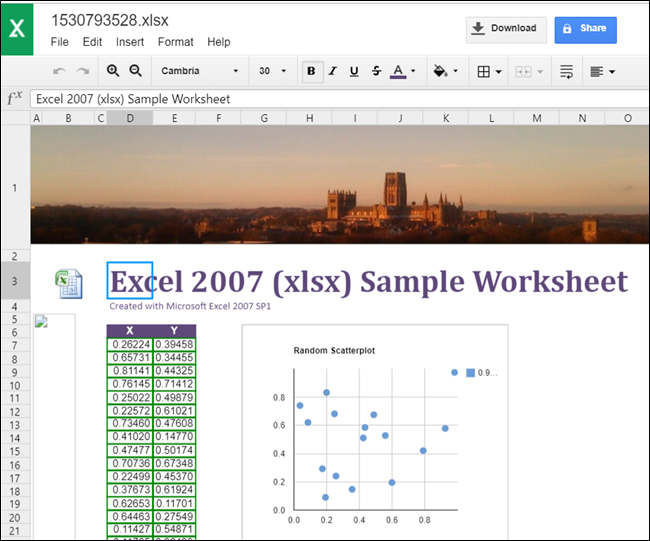 X
1530793528.xlsx
File Edit Insert Format Help
Download
Share
Cambria 30 B I U S A
fx Excel 2007 (xlsx) Sample Worksheet
A B C D E F G H I J K L M N O
1
2
3 Excel 2007 (xlsx) Sample Worksheet
4 Created with Microsoft Excel 2007 SP1
5
6 X Y
7 0.26224 0.39458
8 0.65731 0.34455
9 0.81141 0.44325
10 0.76145 0.71412
11 0.25022 0.49879
12 0.22572 0.61021
13 0.73460 0.47608
14 0.41020 0.14770
15 0.47477 0.50174
16 0.70736 0.67348
17 0.22499 0.45370
18 0.37673 0.61924
19 0.62653 0.11701
20 0.64463 0.27549
21 0.11427 0.54871
Random Scatterplot
0.9...
0.8
0.6
0.4
0.2
0.0 0.2 0.4 0.6 0.8